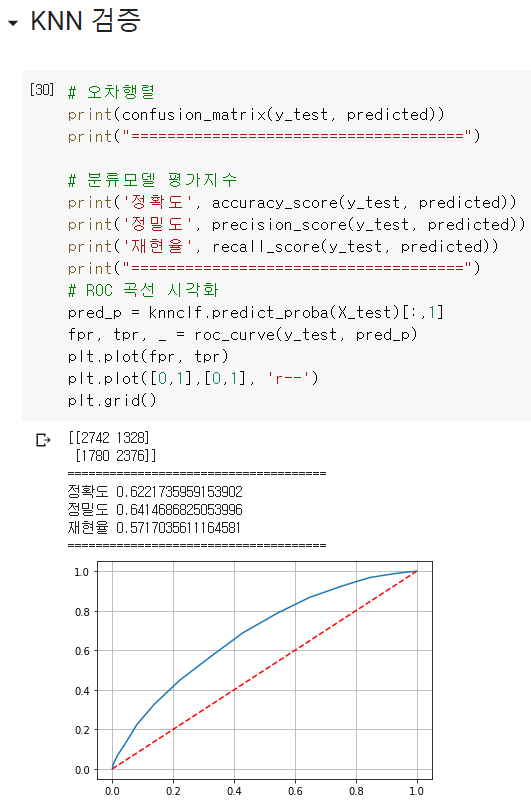 KNN 검증
[30] # 오차행렬
print(confusion_matrix(y_test, predicted))
print("======================================")
# 분류모델 평가지수
print('정확도', accuracy_score(y_test, predicted))
print('정밀도', precision_score(y_test, predicted))
print('재현율', recall_score(y_test, predicted))
print("======================================")
# ROC 곡선 시각화
pred_p = knnclf.predict_proba(X_test)[:,1]
fpr, tpr, _ = roc_curve(y_test, pred_p)
plt.plot(fpr, tpr)
plt.plot([0,1],[0,1], 'r--')
plt.grid()
[[2742 1328]
[1780 2376]]
======================================
정확도 0.6221735959153902
정밀도 0.6414686825053996
재현율 0.5717035611164581
======================================
1.0
0.8
0.6
0.4
0.2
0.0
0.0 0.2 0.4 0.6 0.8 1.0